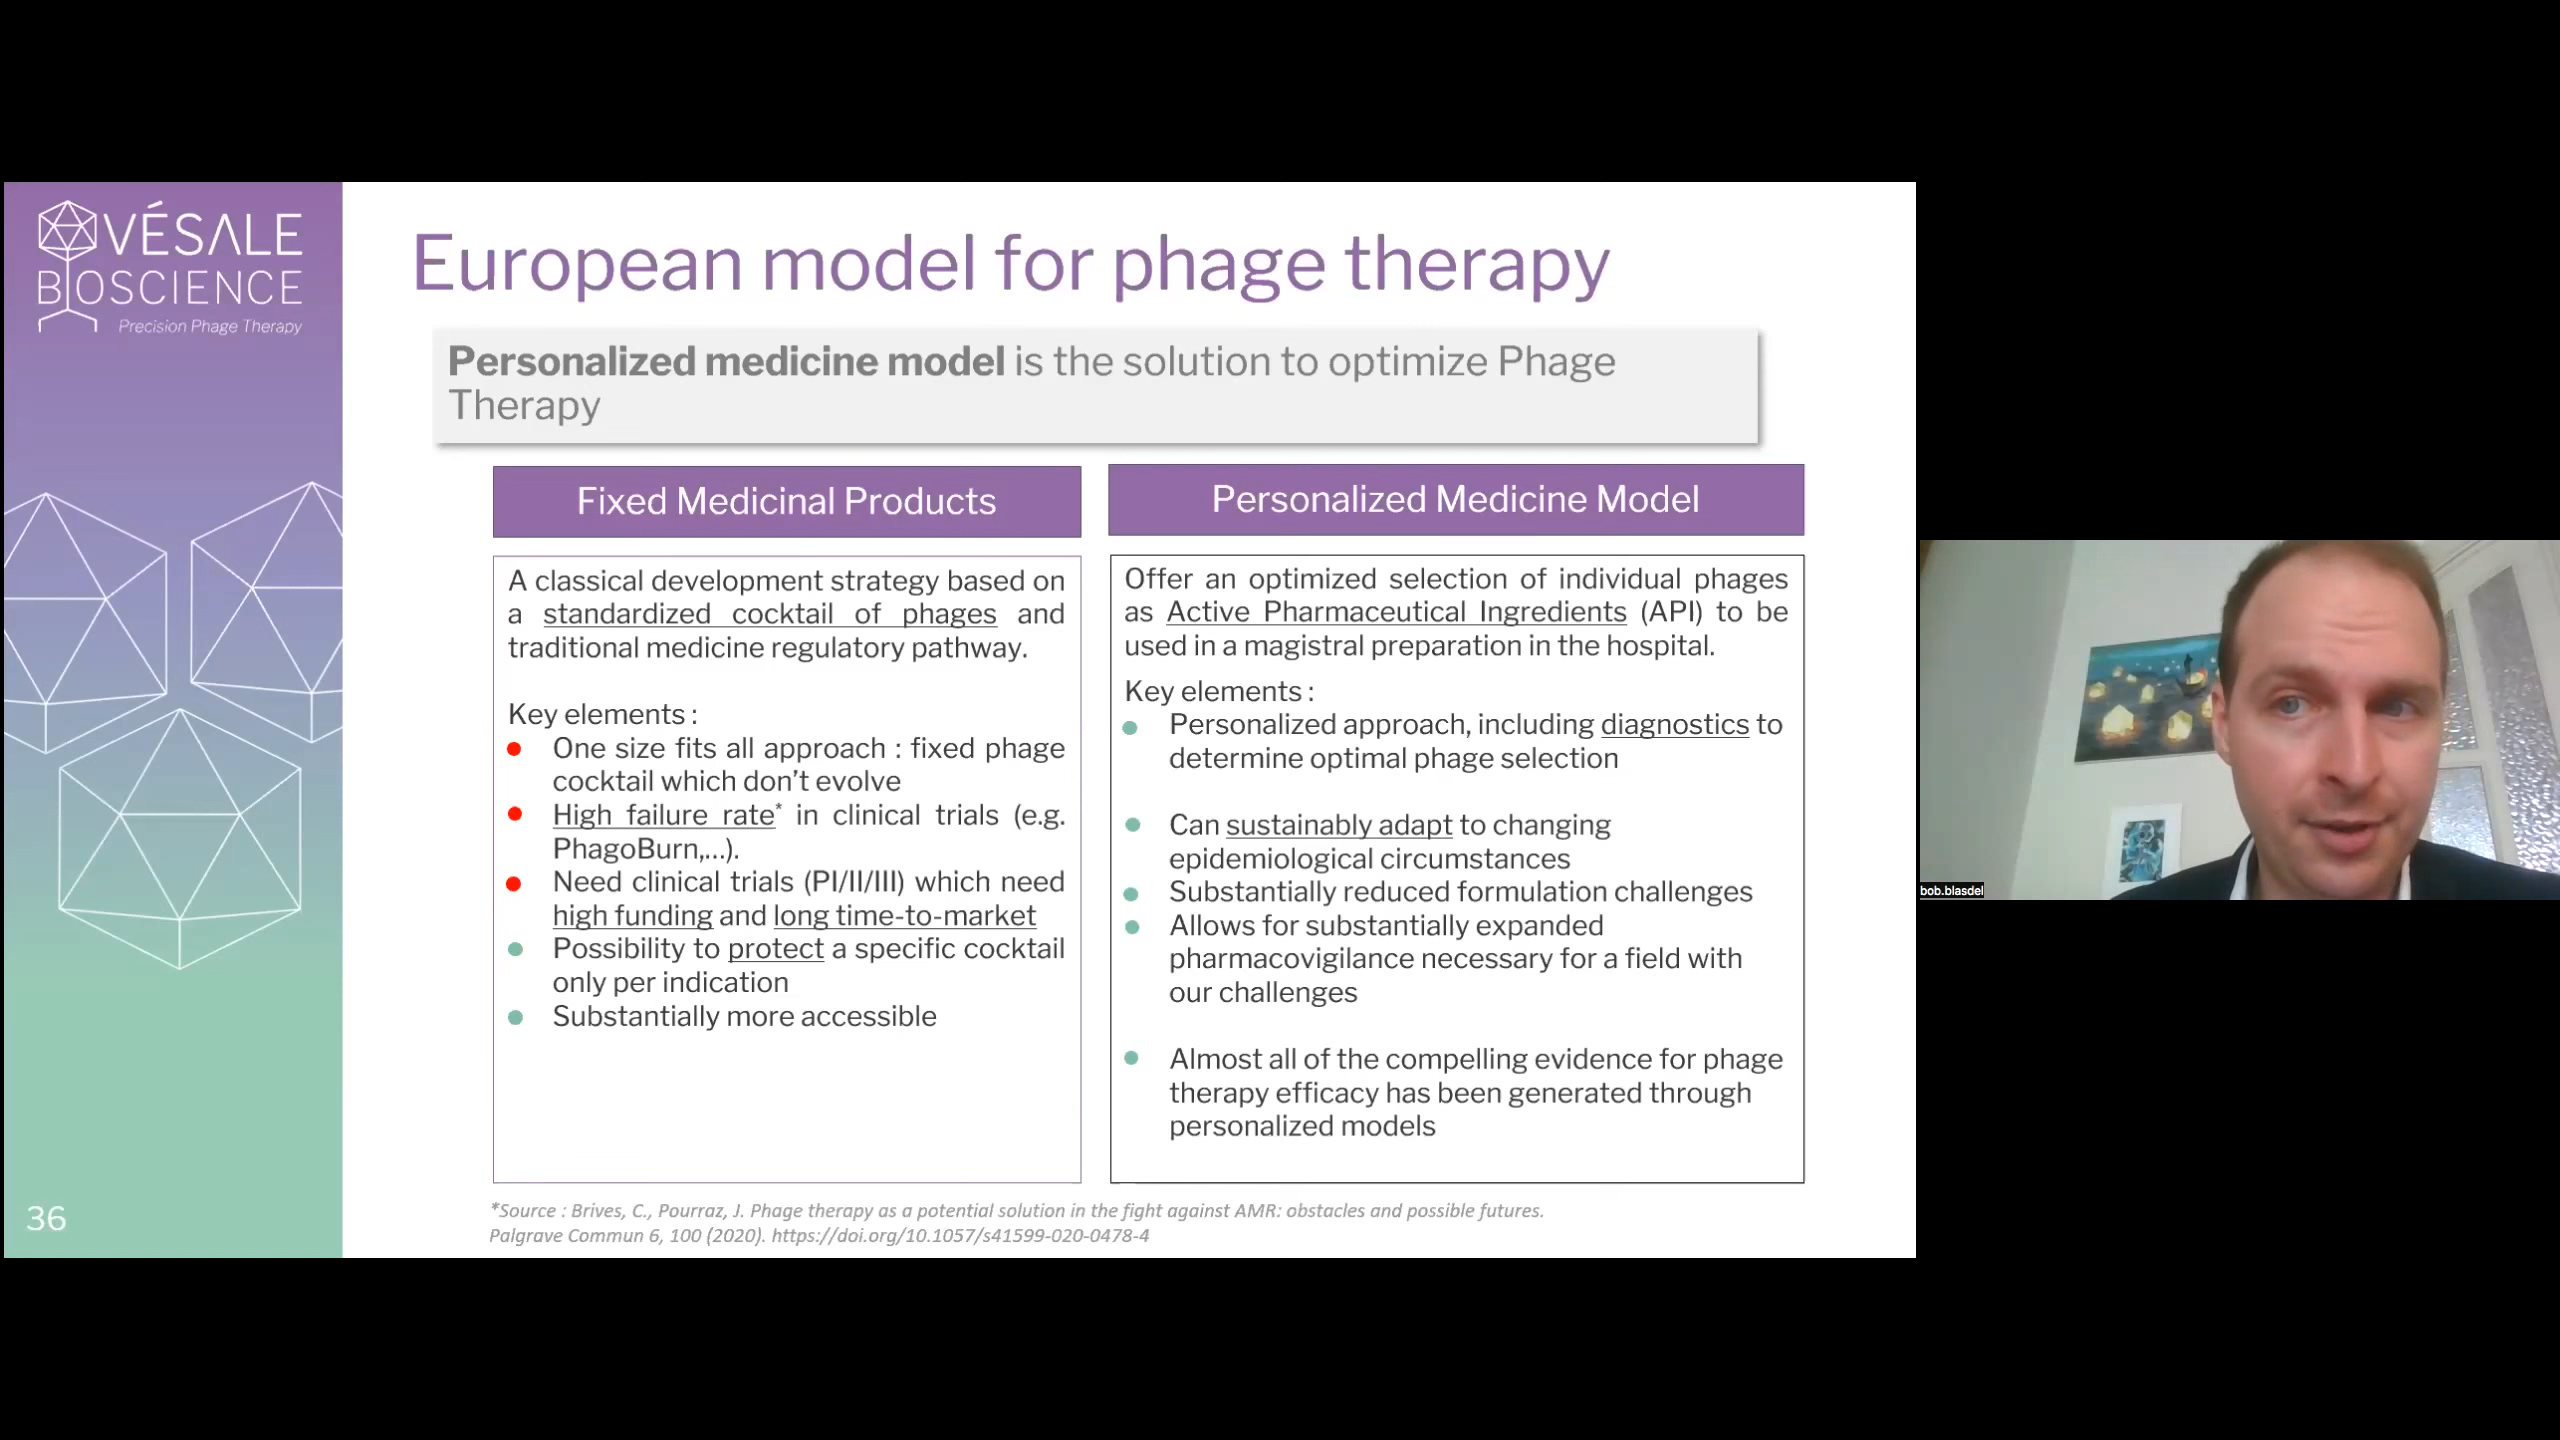 VÉSALE
BIOSCIENCE
Precision Phage Therapy
European model for phage therapy
Personalized medicine model is the solution to optimize Phage
Therapy
Fixed Medicinal Products
A classical development strategy based on
a standardized cocktail of phages and
traditional medicine regulatory pathway.
Key elements :
One size fits all approach : fixed phage
cocktail which don't evolve
High failure rate* in clinical trials (e.g.
PhagoBurn,...).
Need clinical trials (PI/II/III) which need
high funding and long time-to-market
Possibility to protect a specific cocktail
only per indication
Substantially more accessible
Personalized Medicine Model
Offer an optimized selection of individual phages
as Active Pharmaceutical Ingredients (API) to be
used in a magistral preparation in the hospital.
Key elements :
Personalized approach, including diagnostics to
determine optimal phage selection
Can sustainably adapt to changing
epidemiological circumstances
Substantially reduced formulation challenges
Allows for substantially expanded
pharmacovigilance necessary for a field with
our challenges
Almost all of the compelling evidence for phage
therapy efficacy has been generated through
personalized models
*Source : Brives, C., Pourraz, J. Phage therapy as a potential solution in the fight against AMR: obstacles and possible futures.
Palgrave Commun 6, 100 (2020). https://doi.org/10.1057/s41599-020-0478-4
36
bob.blasdel